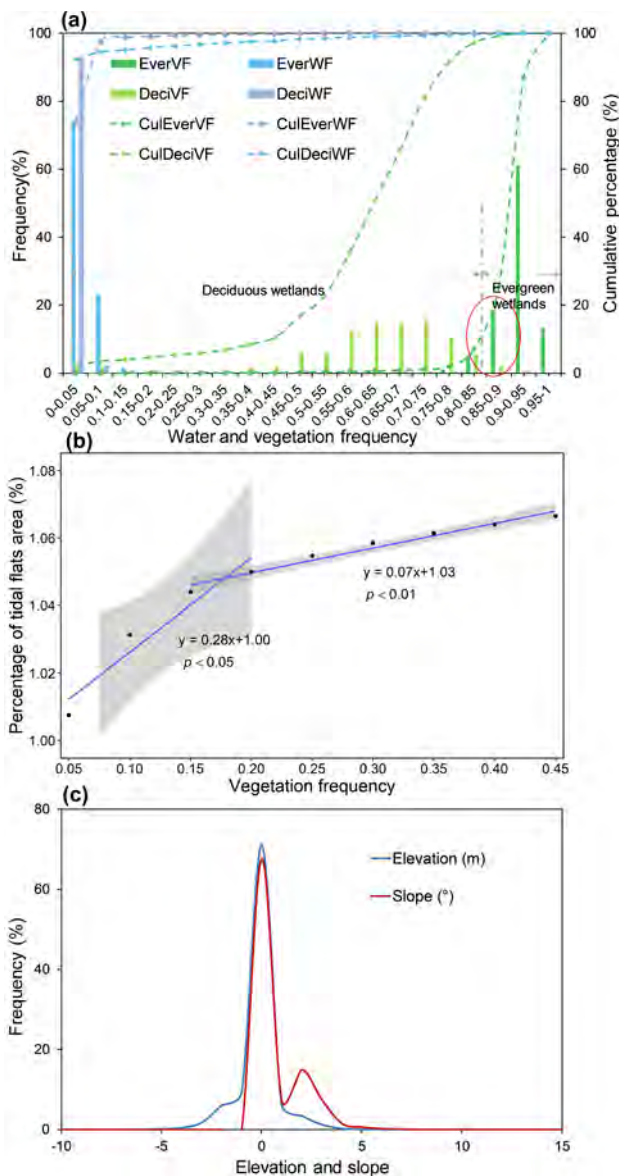 (a)
100
80
60
40
20
0
Frequency(%)
EverVF
EverWF
DeciVF
DeciWF
CulEverVF
CulEverWF
CulDeciVF
CulDeciWF
Deciduous wetlands
Evergreen
wetlands
100
80
60
40
20
0
Cumulative percentage (%)
0-0.05
0.05-0.1
0.1-0.15
0.15-0.2
0.2-0.25
0.25-0.3
0.3-0.35
0.35-0.4
0.4-0.45
0.45-0.5
0.5-0.55
0.55-0.6
0.6-0.65
0.65-0.7
0.7-0.75
0.75-0.8
0.8-0.85
0.85-0.9
0.9-0.95
0.95-1
Water and vegetation frequency
(b)
Percentage of tidal flats area (%)
1.08
1.06
1.04
1.02
1.00
y = 0.07x+1.03
p < 0.01
y = 0.28x+1.00
p < 0.05
0.05 0.10 0.15 0.20 0.25 0.30 0.35 0.40 0.45
Vegetation frequency
(c)
Frequency (%)
80
60
40
20
0
Elevation (m)
Slope (°)
-10 -5 0 5 10 15
Elevation and slope